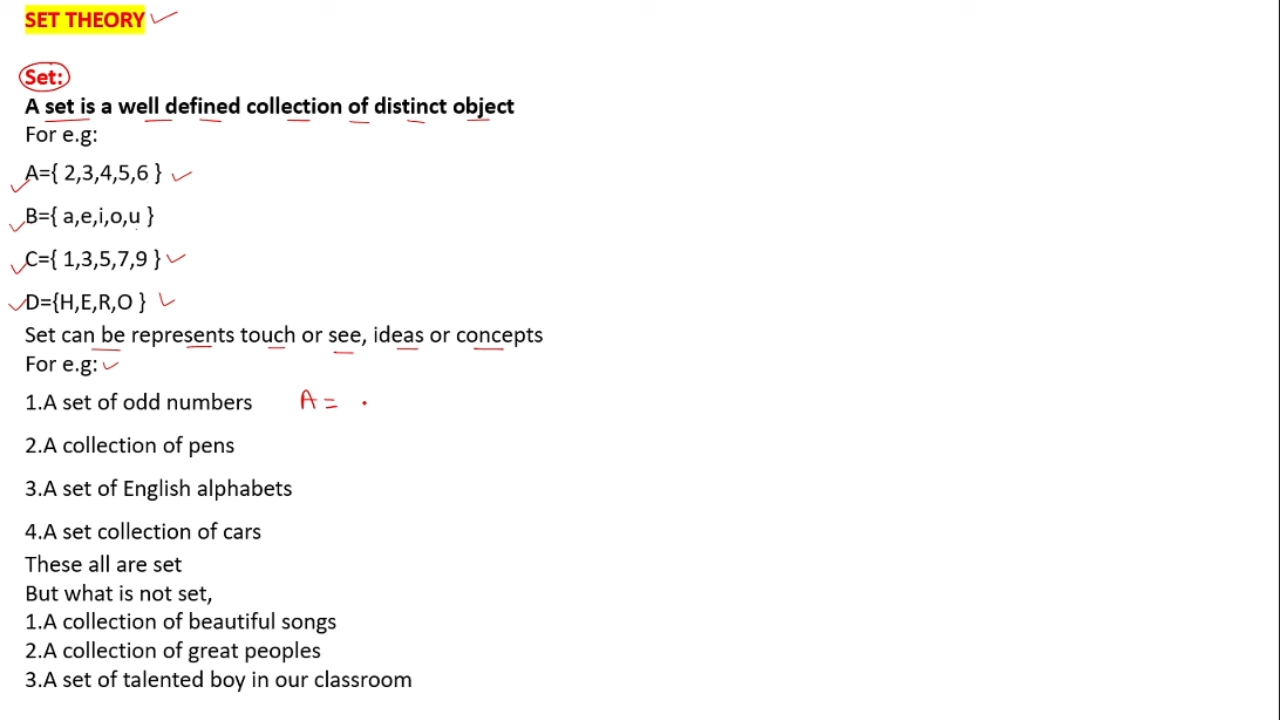 SET THEORY
Set:
A set is a well defined collection of distinct object
For e.g:
A={ 2,3,4,5,6 }
B={ a,e,i,o,u }
C={ 1,3,5,7,9 }
D={H,E,R,O }
Set can be represents touch or see, ideas or concepts
For e.g:
1.A set of odd numbers A =
2.A collection of pens
3.A set of English alphabets
4.A set collection of cars
These all are set
But what is not set,
1.A collection of beautiful songs
2.A collection of great peoples
3.A set of talented boy in our classroom